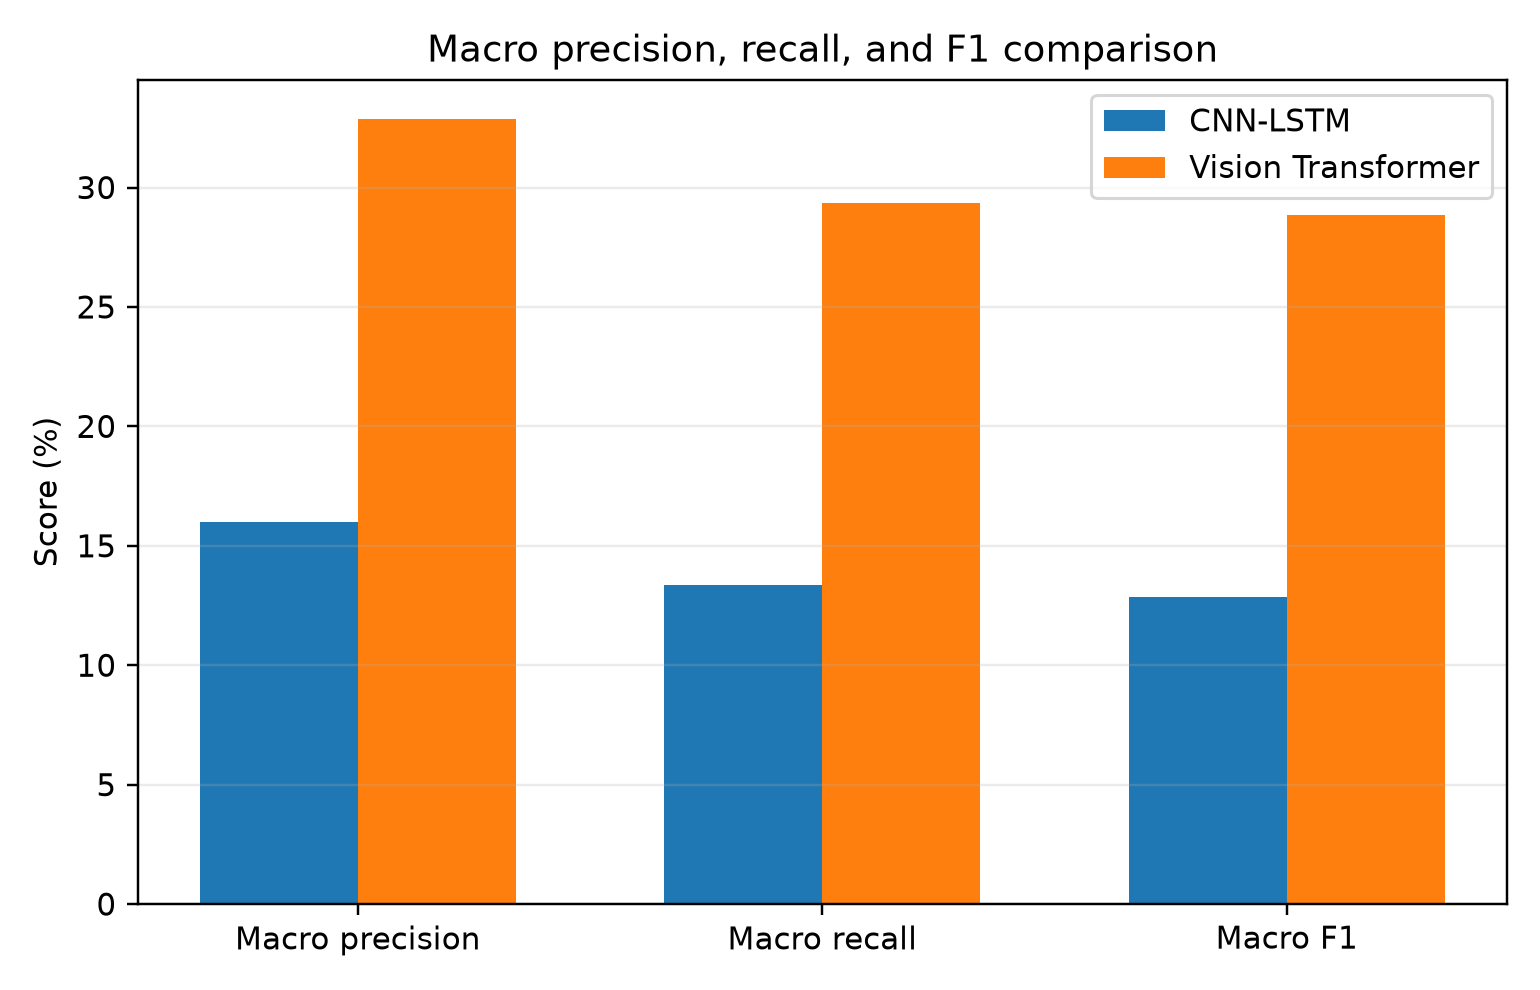 Macro precision, recall, and F1 comparison
CNN-LSTM
Vision Transformer
Score (%)
30
25
20
15
10
5
0
Macro precision
Macro recall
Macro F1